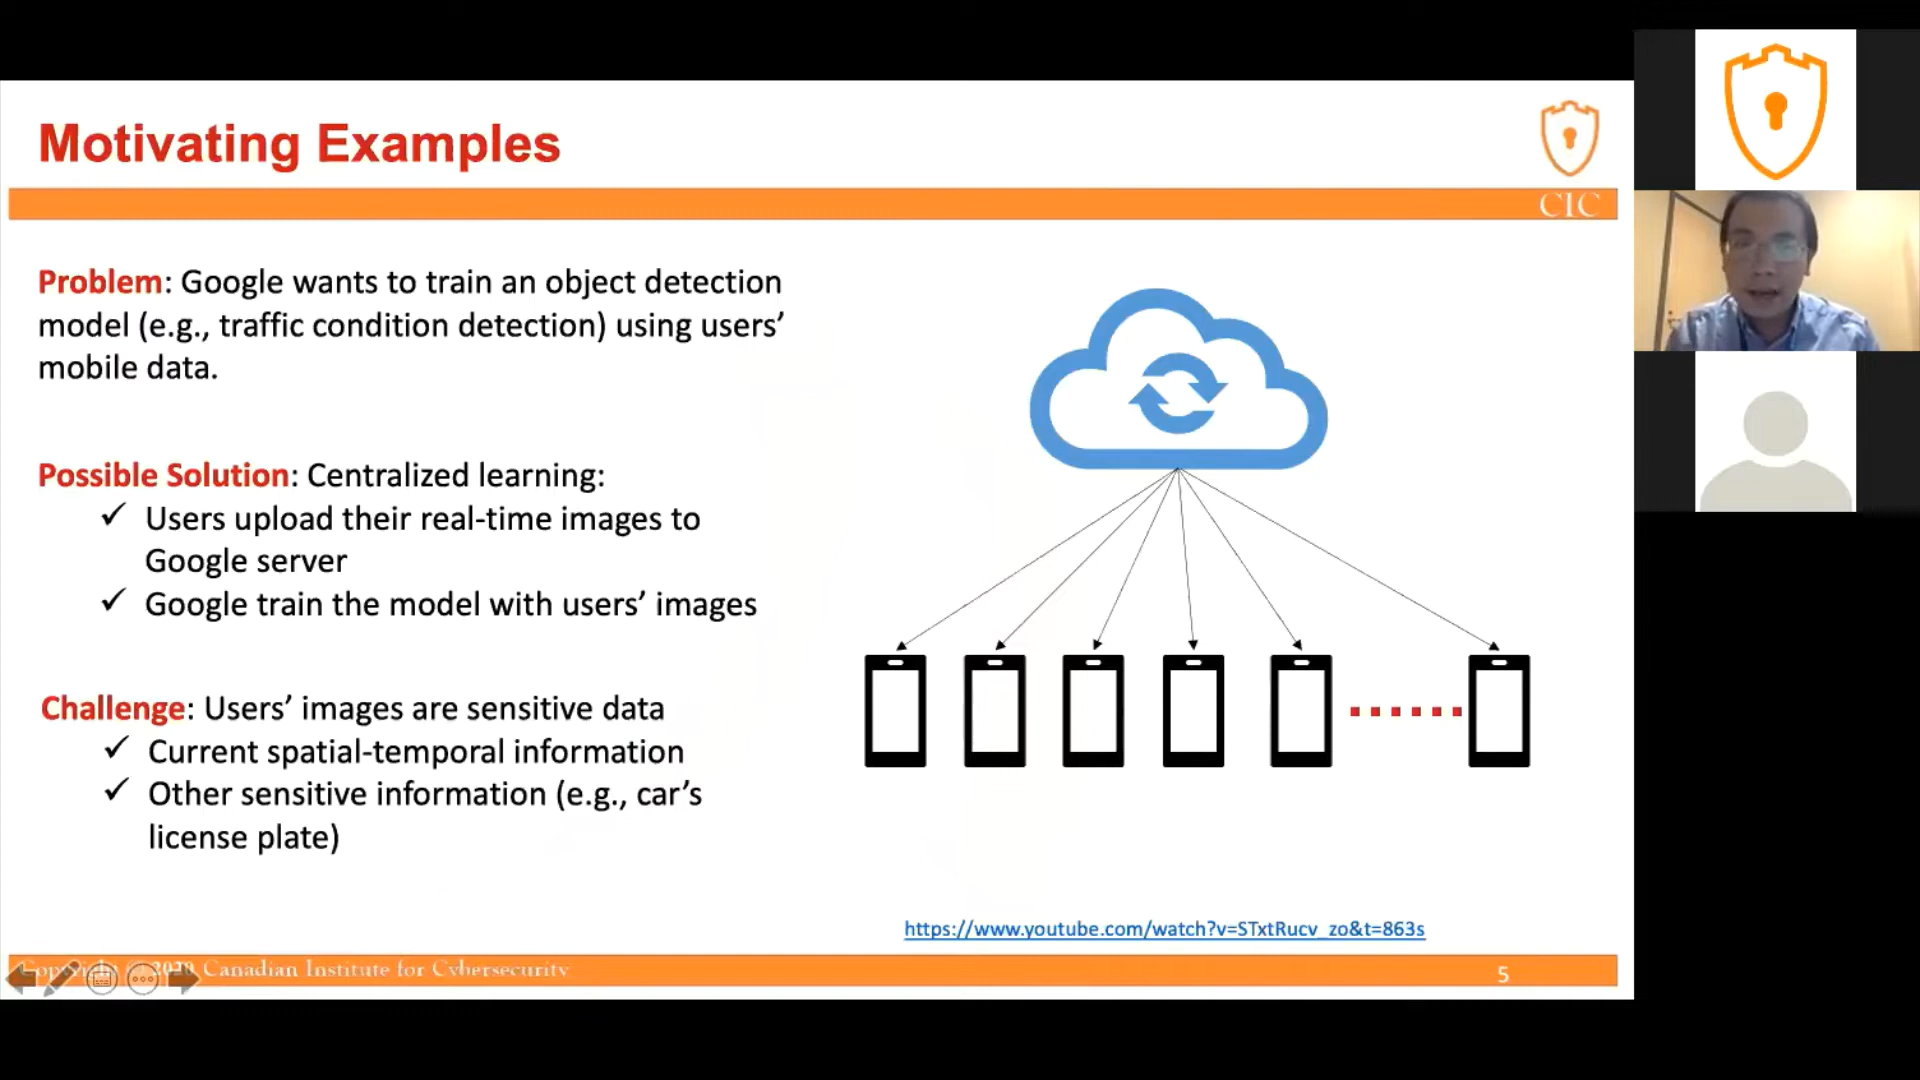 Motivating Examples
CIC
Problem: Google wants to train an object detection
model (e.g., traffic condition detection) using users’
mobile data.
Possible Solution: Centralized learning:
✓ Users upload their real-time images to
Google server
✓ Google train the model with users’ images
Challenge: Users’ images are sensitive data
✓ Current spatial-temporal information
✓ Other sensitive information (e.g., car’s
license plate)
https://www.youtube.com/watch?v=STxtRucv_zo&t=863s
Copyright © 2020 Canadian Institute for Cybersecurity
5